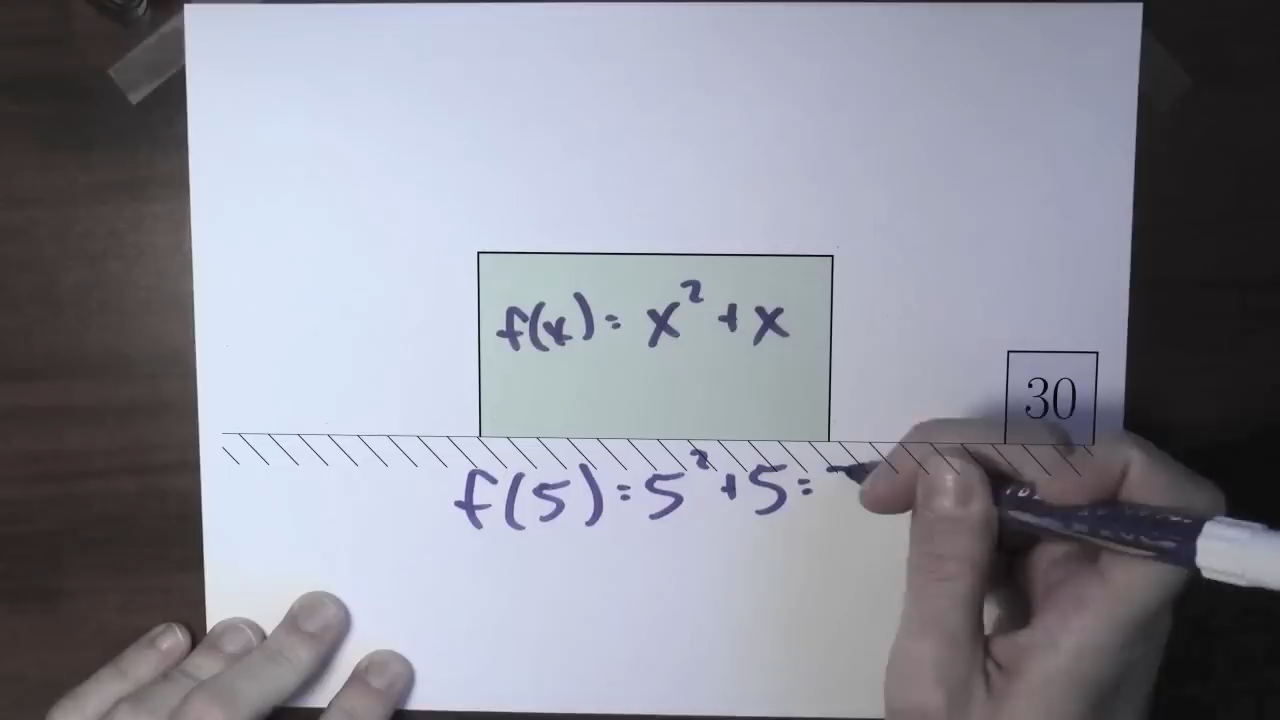 f(x) = x² + x
30
f(5) = 5² + 5 =